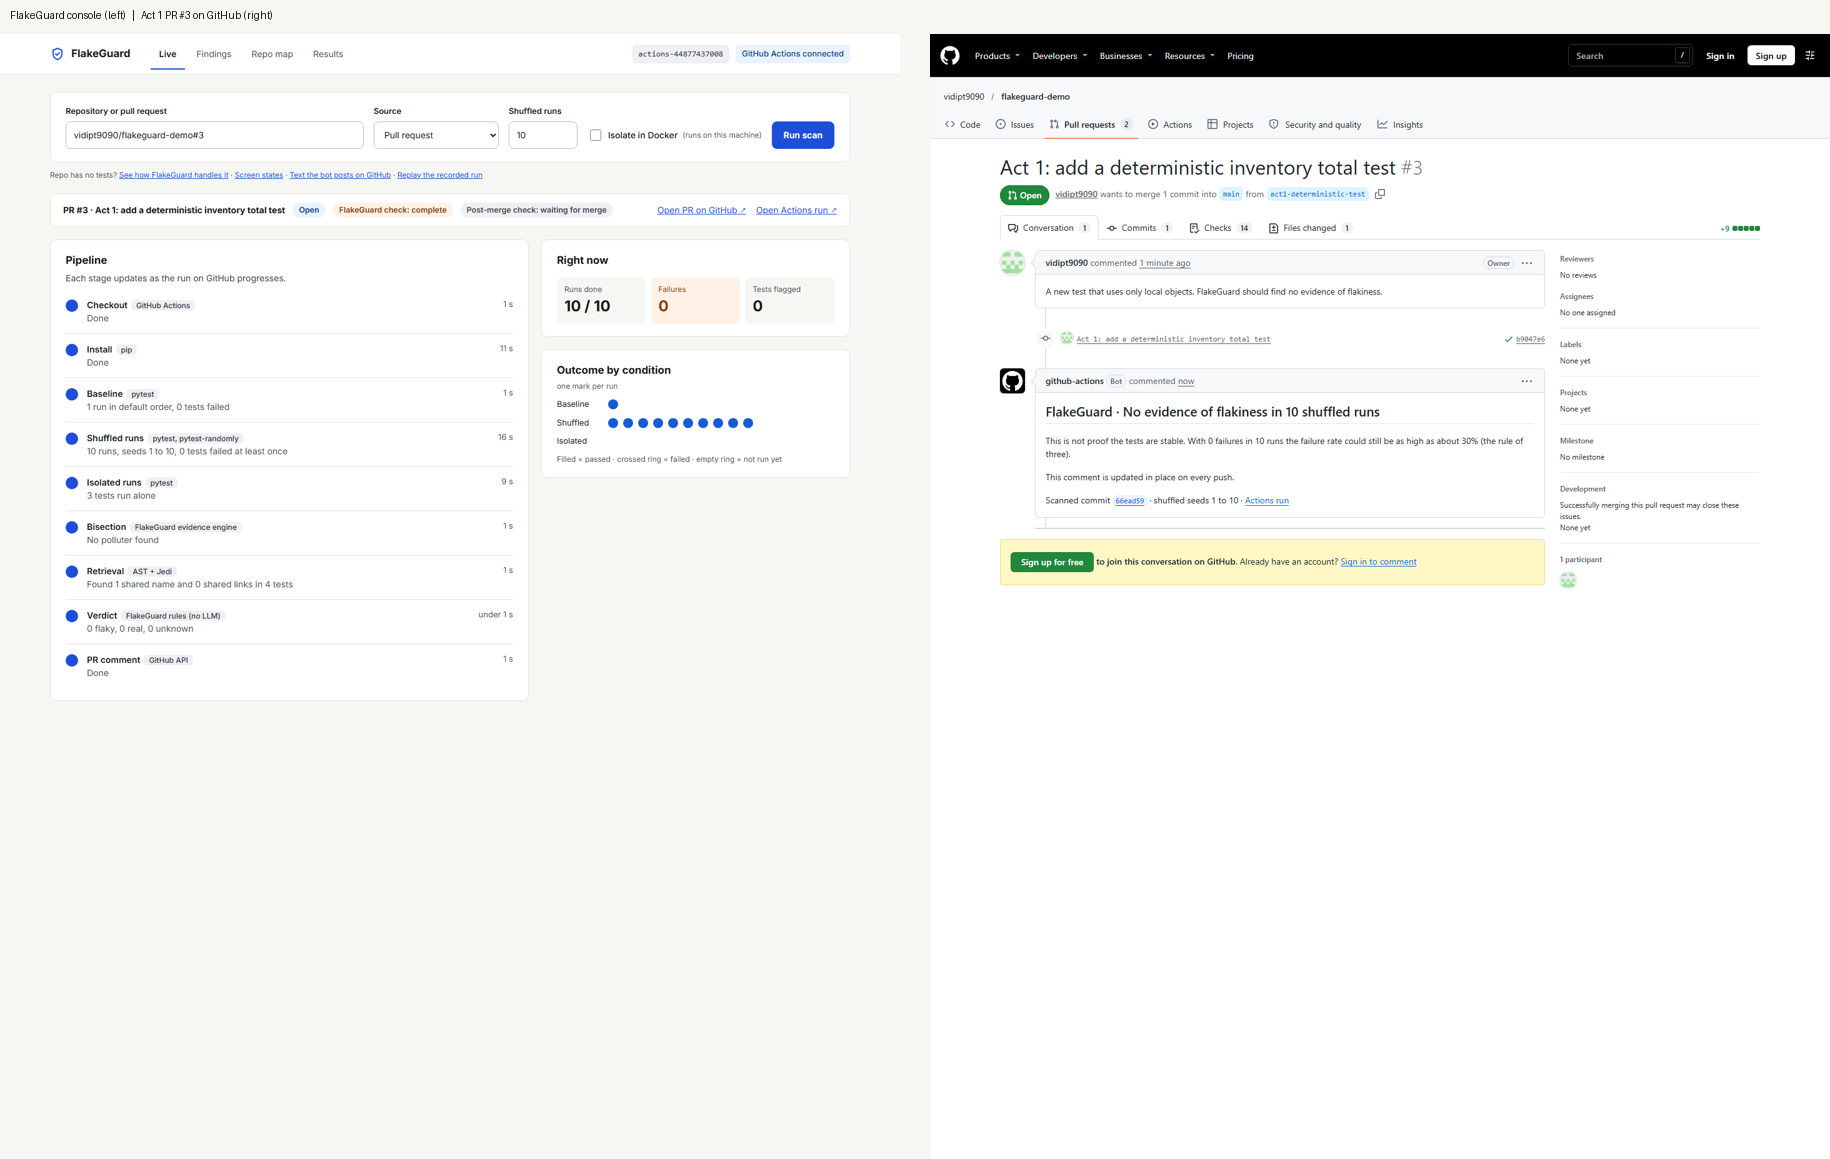 FlakeGuard console (left) | Act 1 PR #3 on GitHub (right)
FlakeGuard
Live
Findings
Repo map
Results
actions-44877437008
GitHub Actions connected
Repository or pull request
Source
Shuffled runs
vidipt9090/flakeguard-demo#3
Pull request
10
Isolate in Docker (runs on this machine)
Run scan
Repo has no tests? See how FlakeGuard handles it · Screen states · Text the bot posts on GitHub · Replay the recorded run
PR #3 · Act 1: add a deterministic inventory total test
Open
FlakeGuard check: complete
Post-merge check: waiting for merge
Open PR on GitHub ↗
Open Actions run ↗
Pipeline
Each stage updates as the run on GitHub progresses.
Checkout GitHub Actions 1 s
Done
Install pip 11 s
Done
Baseline pytest 1 s
1 run in default order, 0 tests failed
Shuffled runs pytest, pytest-randomly 16 s
10 runs, seeds 1 to 10, 0 tests failed at least once
Isolated runs pytest 9 s
3 tests run alone
Bisection FlakeGuard evidence engine 1 s
No polluter found
Retrieval AST + Jedi 1 s
Found 1 shared name and 0 shared links in 4 tests
Verdict FlakeGuard rules (no LLM) under 1 s
0 flaky, 0 real, 0 unknown
PR comment GitHub API 1 s
Done
Right now
Runs done
10 / 10
Failures
0
Tests flagged
0
Outcome by condition
one mark per run
Baseline
Shuffled
Isolated
Filled = passed · crossed ring = failed · empty ring = not run yet
Products
Developers
Businesses
Resources
Pricing
Search /
Sign in
Sign up
vidipt9090 / flakeguard-demo
Code
Issues
Pull requests 2
Actions
Projects
Security and quality
Insights
Act 1: add a deterministic inventory total test #3
Open
vidipt9090 wants to merge 1 commit into main from act1-deterministic-test
Conversation 1
Commits 1
Checks 14
Files changed 1
+9
vidipt9090 commented 1 minute ago
Owner
A new test that uses only local objects. FlakeGuard should find no evidence of flakiness.
Act 1: add a deterministic inventory total test
b9047e6
github-actions Bot commented now
FlakeGuard · No evidence of flakiness in 10 shuffled runs
This is not proof the tests are stable. With 0 failures in 10 runs the failure rate could still be as high as about 30% (the rule of
three).
This comment is updated in place on every push.
Scanned commit 66ead59 · shuffled seeds 1 to 10 · Actions run
Sign up for free to join this conversation on GitHub. Already have an account? Sign in to comment
Reviewers
No reviews
Assignees
No one assigned
Labels
None yet
Projects
None yet
Milestone
No milestone
Development
Successfully merging this pull request may close these
issues.
None yet
1 participant